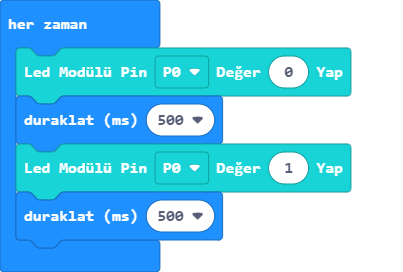 her zaman
Led Modülü Pin P0 Değer 0 Yap
duraklat (ms) 500
Led Modülü Pin P0 Değer 1 Yap
duraklat (ms) 500